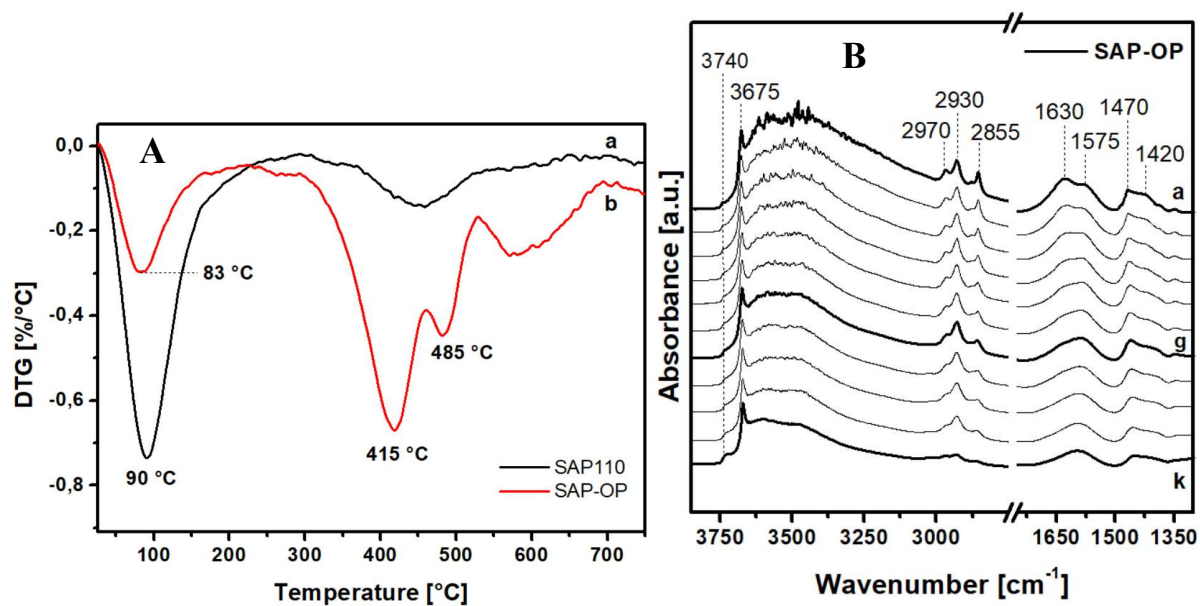 A
0,0
-0,2
-0,4
-0,6
-0,8
DTG [%/°C]
a
b
83 °C
485 °C
415 °C
90 °C
SAP110
SAP-OP
100 200 300 400 500 600 700
Temperature [°C]
B
SAP-OP
3740
3675
2930
2970
2855
1630
1470
1575
1420
a
g
k
Absorbance [a.u.]
3750 3500 3250 3000 1650 1500 1350
Wavenumber [cm⁻¹]